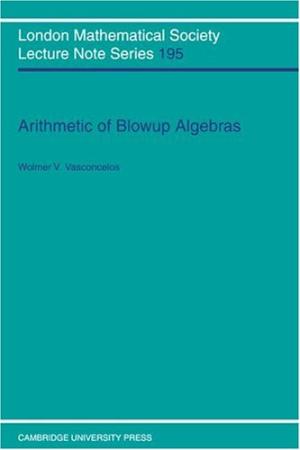 London Mathematical Society
Lecture Note Series 195
Arithmetic of Blowup Algebras
Wolmer V. Vasconcelos
CAMBRIDGE UNIVERSITY PRESS